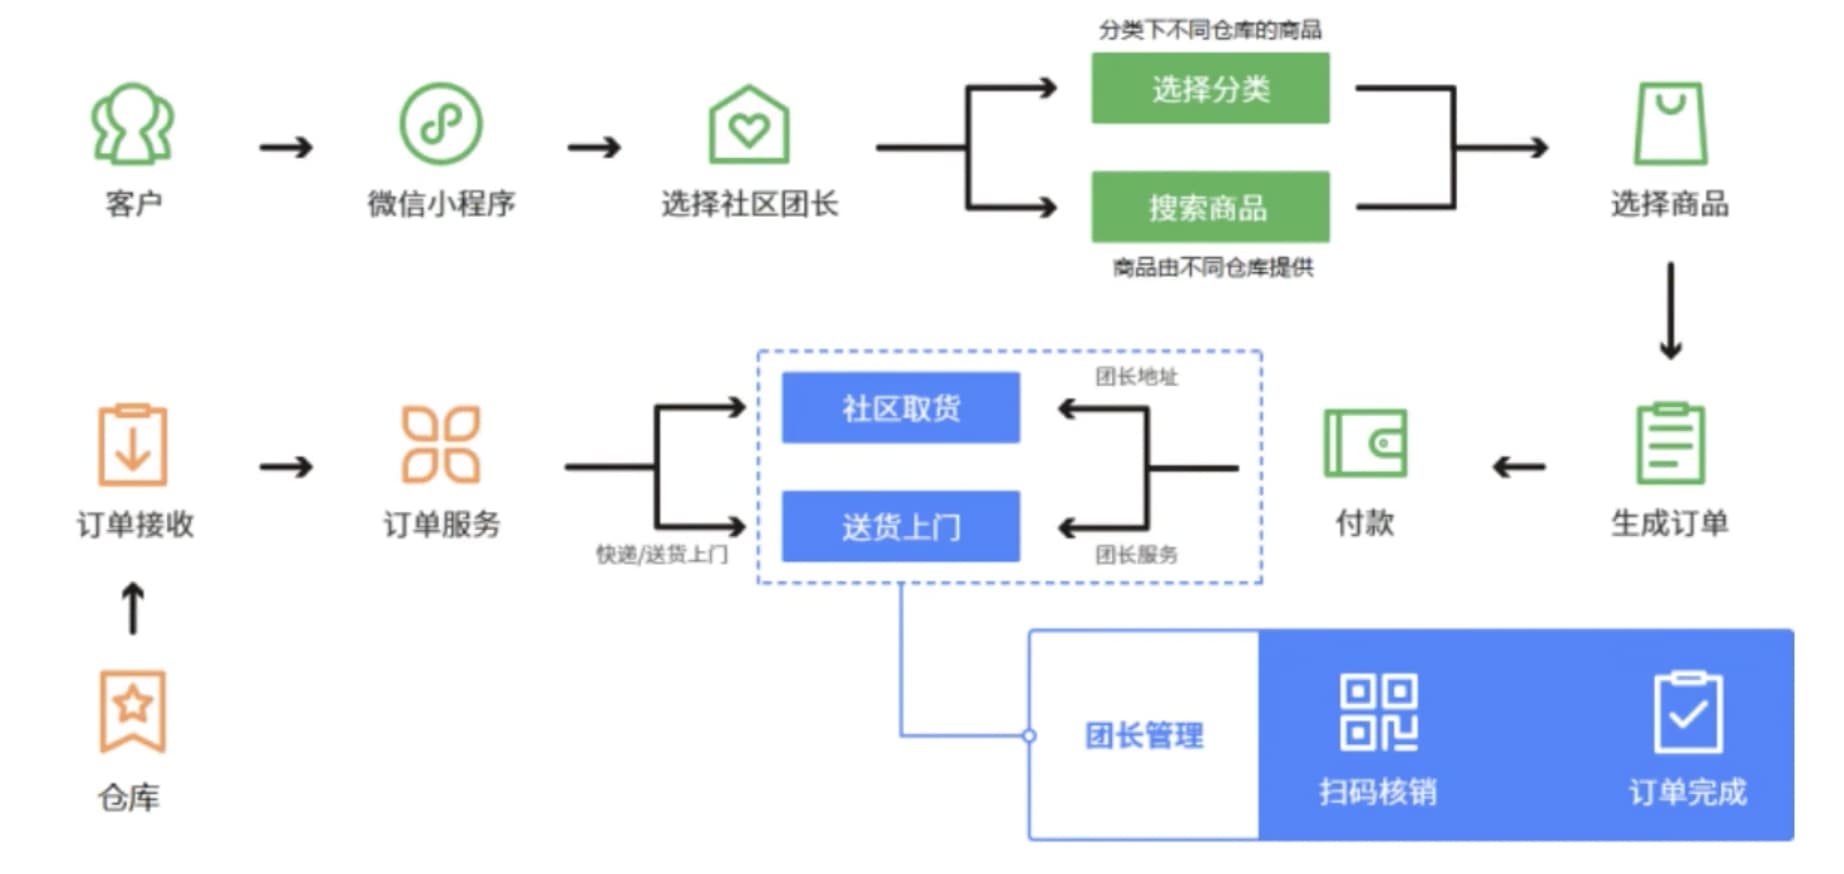 分类下不同仓库的商品
选择分类
客户
微信小程序
选择社区团长
搜索商品
选择商品
商品由不同仓库提供
团长地址
社区取货
订单接收
订单服务
送货上门
付款
生成订单
快递/送货上门
团长服务
团长管理
仓库
扫码核销
订单完成